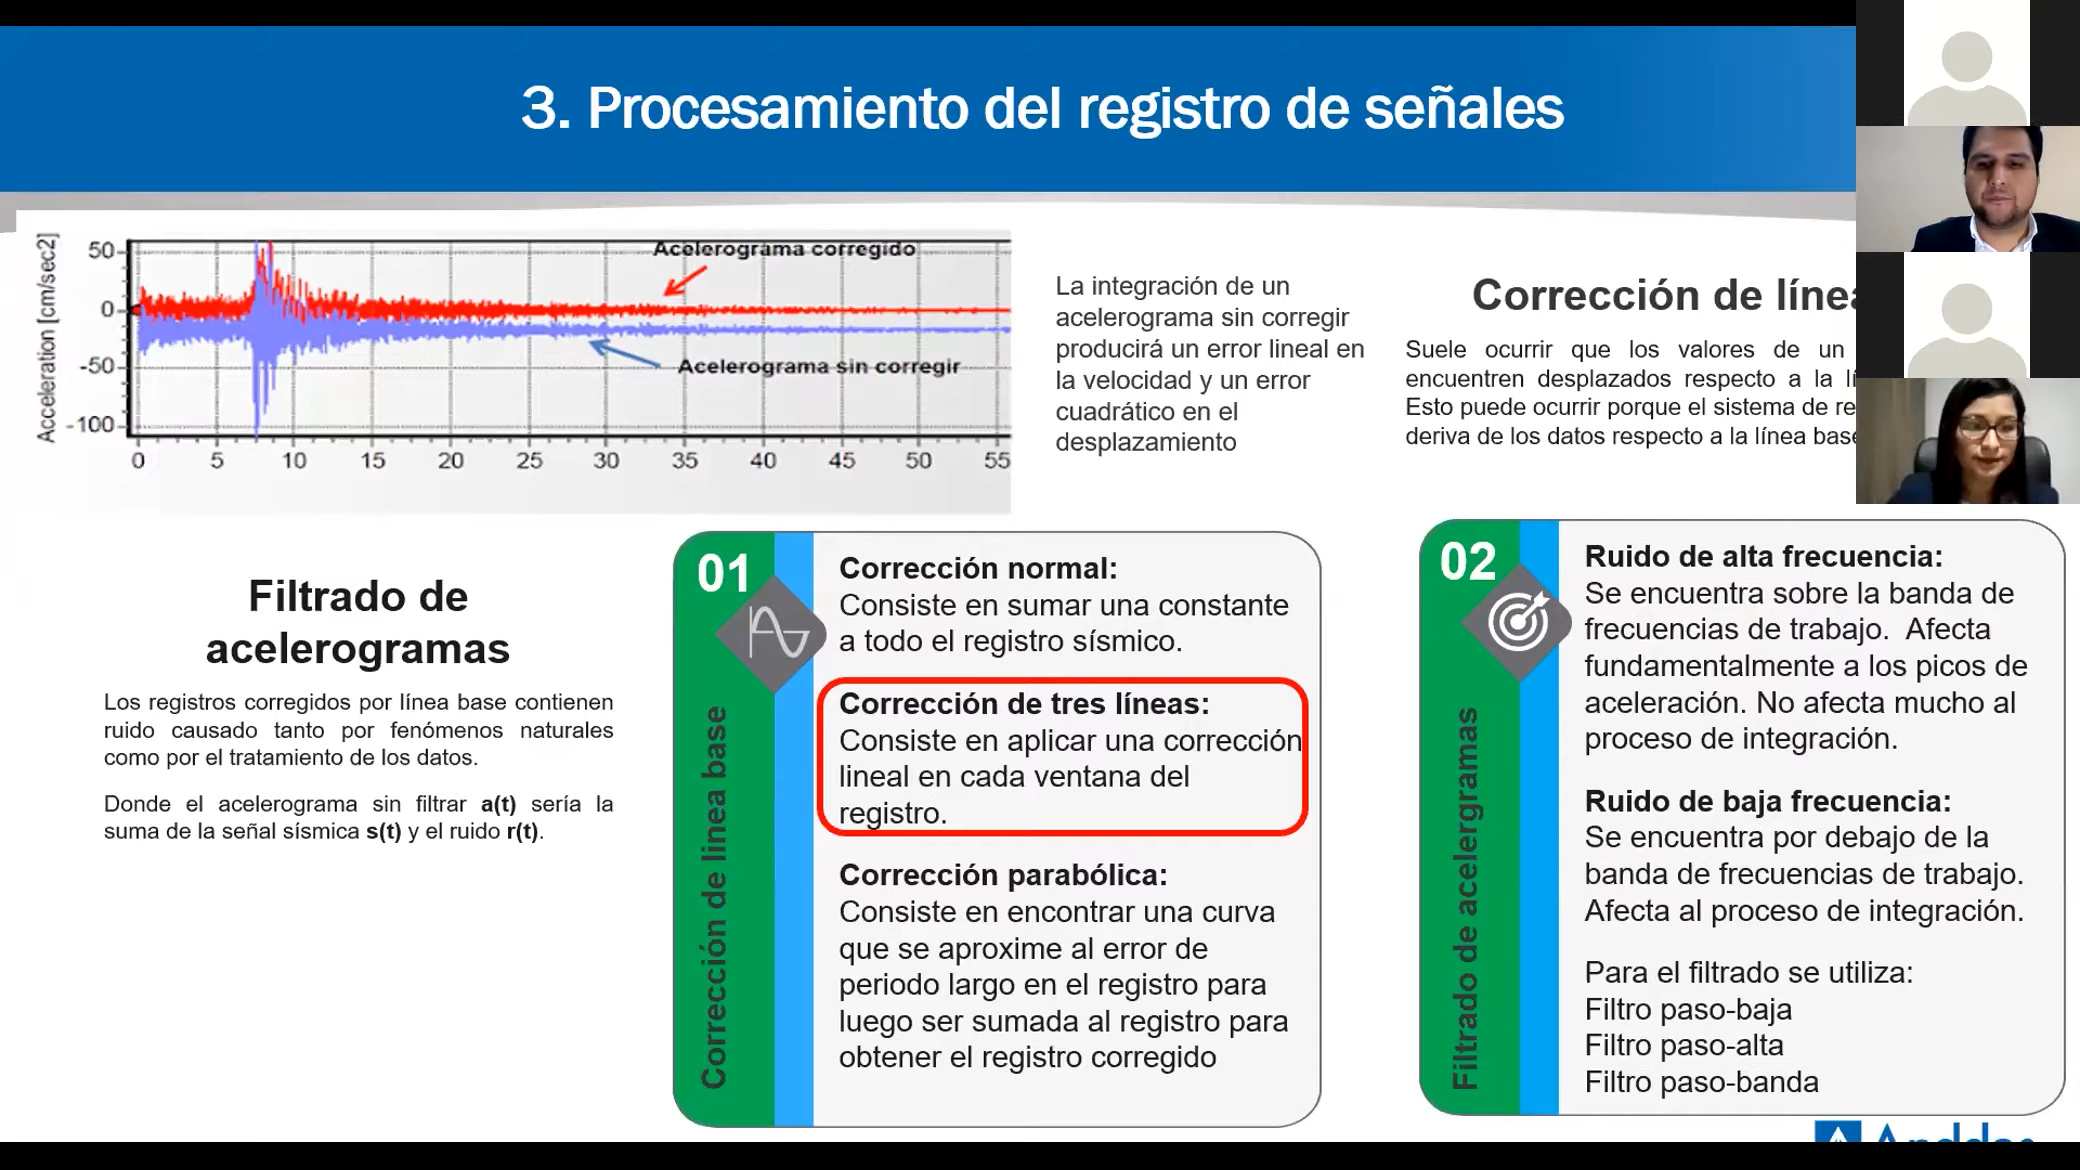 3. Procesamiento del registro de señales
Acceleration [cm/sec2]
50
0
-50
-100
Acelerograma corregido
Acelerograma sin corregir
0 5 10 15 20 25 30 35 40 45 50 55
La integración de un
acelerograma sin corregir
producirá un error lineal en
la velocidad y un error
cuadrático en el
desplazamiento
Corrección de línea
Suele ocurrir que los valores de un
encuentren desplazados respecto a la
Esto puede ocurrir porque el sistema de
deriva de los datos respecto a la línea base
Filtrado de
acelerogramas
Los registros corregidos por línea base contienen
ruido causado tanto por fenómenos naturales
como por el tratamiento de los datos.
Donde el acelerograma sin filtrar a(t) sería la
suma de la señal sísmica s(t) y el ruido r(t).
01
Corrección de linea base
Corrección normal:
Consiste en sumar una constante
a todo el registro sísmico.
Corrección de tres líneas:
Consiste en aplicar una corrección
lineal en cada ventana del
registro.
Corrección parabólica:
Consiste en encontrar una curva
que se aproxime al error de
periodo largo en el registro para
luego ser sumada al registro para
obtener el registro corregido
02
Filtrado de acelergramas
Ruido de alta frecuencia:
Se encuentra sobre la banda de
frecuencias de trabajo. Afecta
fundamentalmente a los picos de
aceleración. No afecta mucho al
proceso de integración.
Ruido de baja frecuencia:
Se encuentra por debajo de la
banda de frecuencias de trabajo.
Afecta al proceso de integración.
Para el filtrado se utiliza:
Filtro paso-baja
Filtro paso-alta
Filtro paso-banda